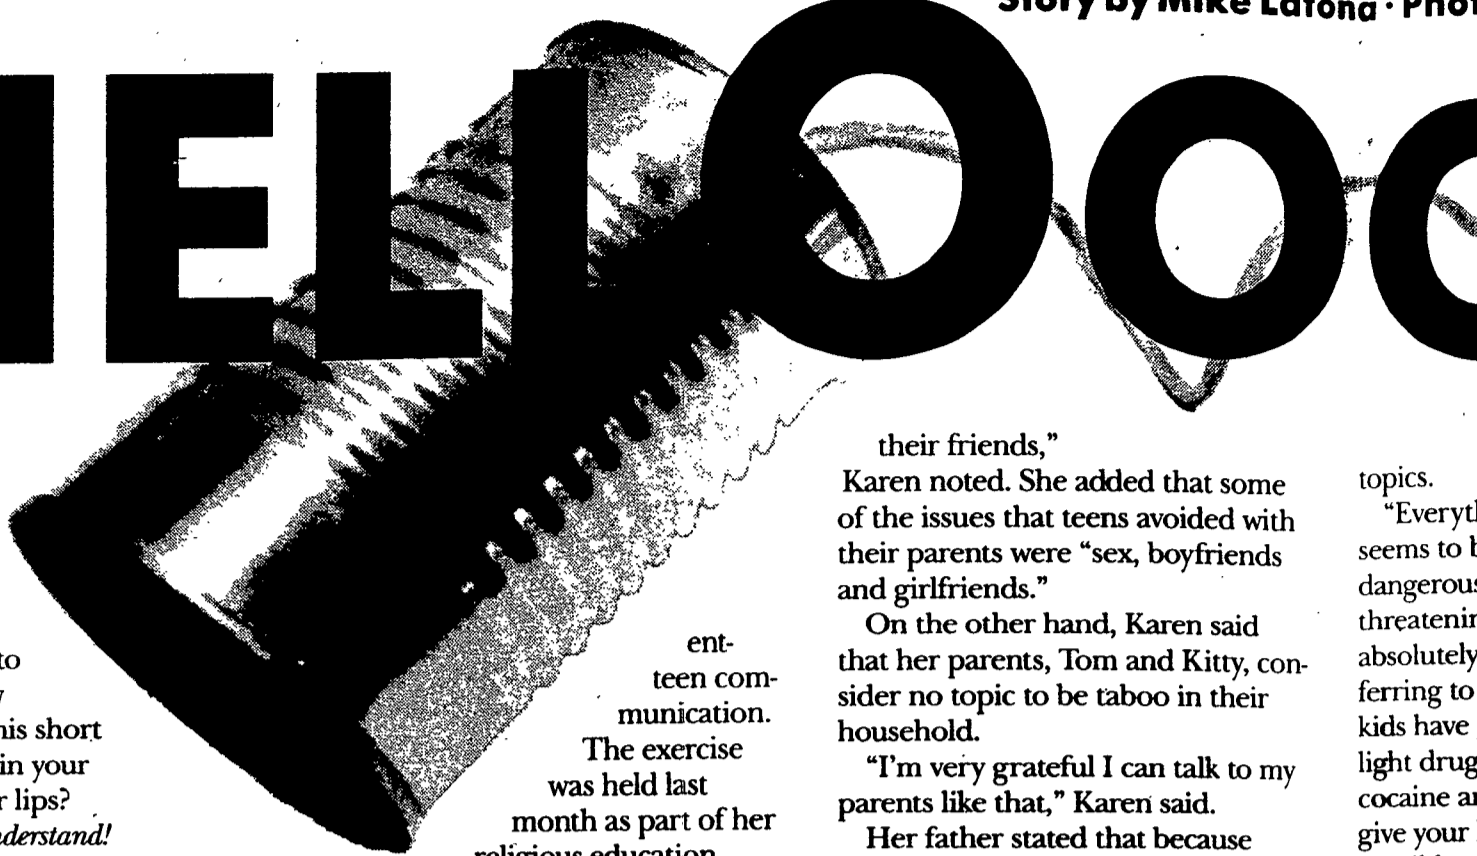 Story by Mike Latona · Phot
HELLOoo
to
his short
in your
r lips?
nderstand!
ent-
teen com-
munication.
The exercise
was held last
month as part of her
religious education
their friends,”
Karen noted. She added that some
of the issues that teens avoided with
their parents were “sex, boyfriends
and girlfriends.”
On the other hand, Karen said
that her parents, Tom and Kitty, con-
sider no topic to be taboo in their
household.
“I’m very grateful I can talk to my
parents like that,” Karen said.
Her father stated that because
topics.
“Everyth
seems to b
dangerous
threatenin
absolutely
ferring to
kids have
light drug
cocaine an
give your